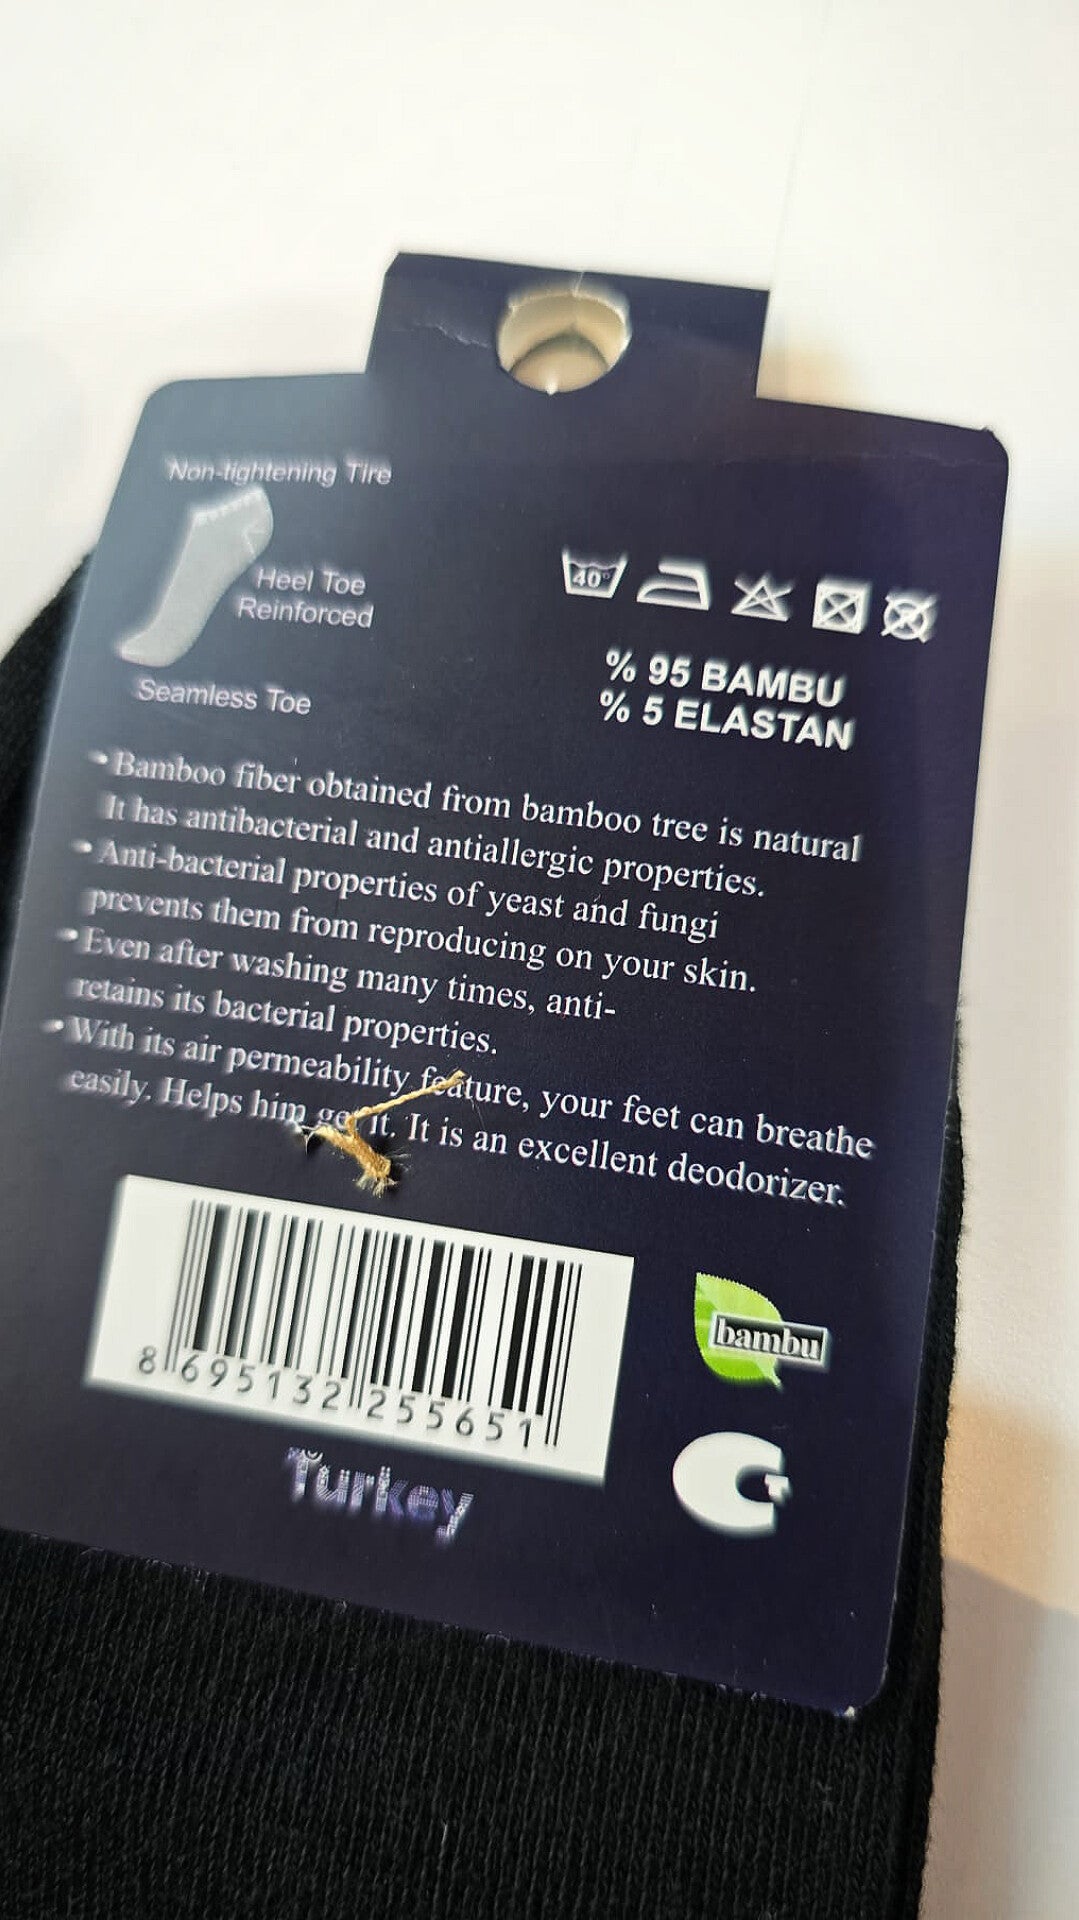 Non-tightening Tire
Heel Toe
Reinforced
Seamless Toe
40°
% 95 BAMBU
% 5 ELASTAN
• Bamboo fiber obtained from bamboo tree is natural
It has antibacterial and antiallergic properties.
• Anti-bacterial properties of yeast and fungi
prevents them from reproducing on your skin.
• Even after washing many times, anti-
retains its bacterial properties.
• With its air permeability feature, your feet can breathe
easily. Helps him get it. It is an excellent deodorizer.
8 695132 255651
bambu
Turkey